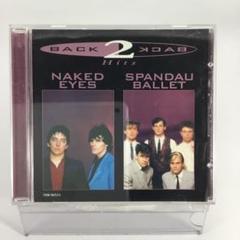 BACK 2 BACK
Hits
NAKED SPANDAU
EYES BALLET